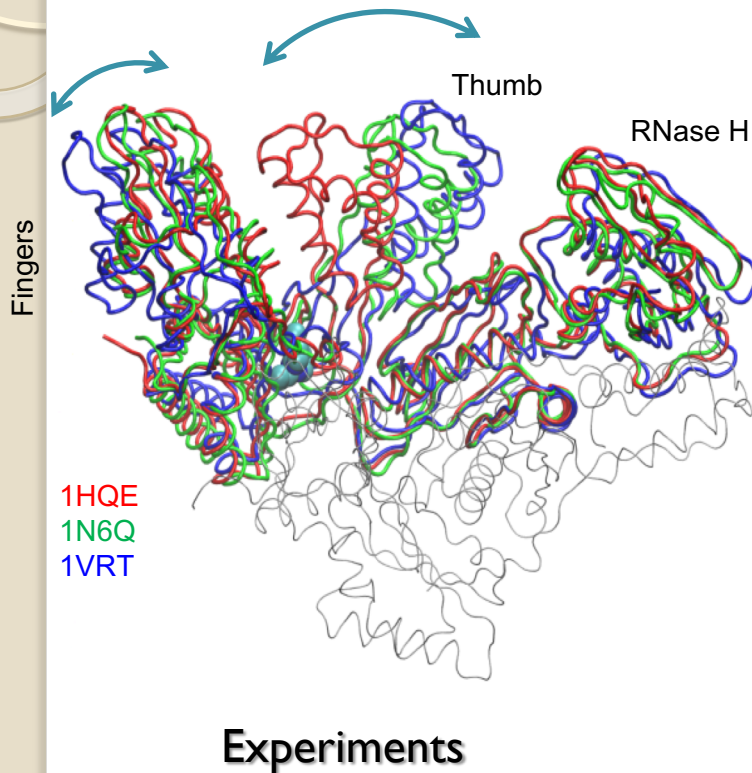 Thumb
RNase H
Fingers
1HQE
1N6Q
1VRT
Experiments